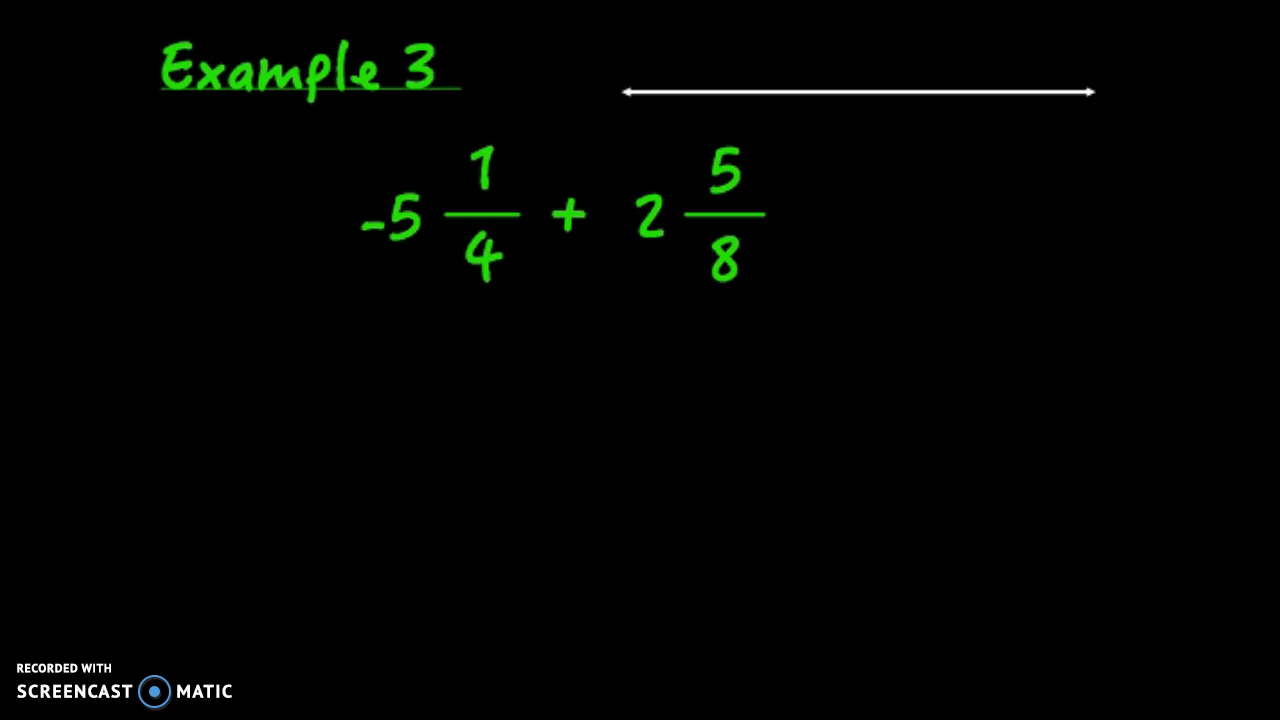 Example 3
-5 1/4 + 2 5/8
RECORDED WITH
SCREENCAST MATIC